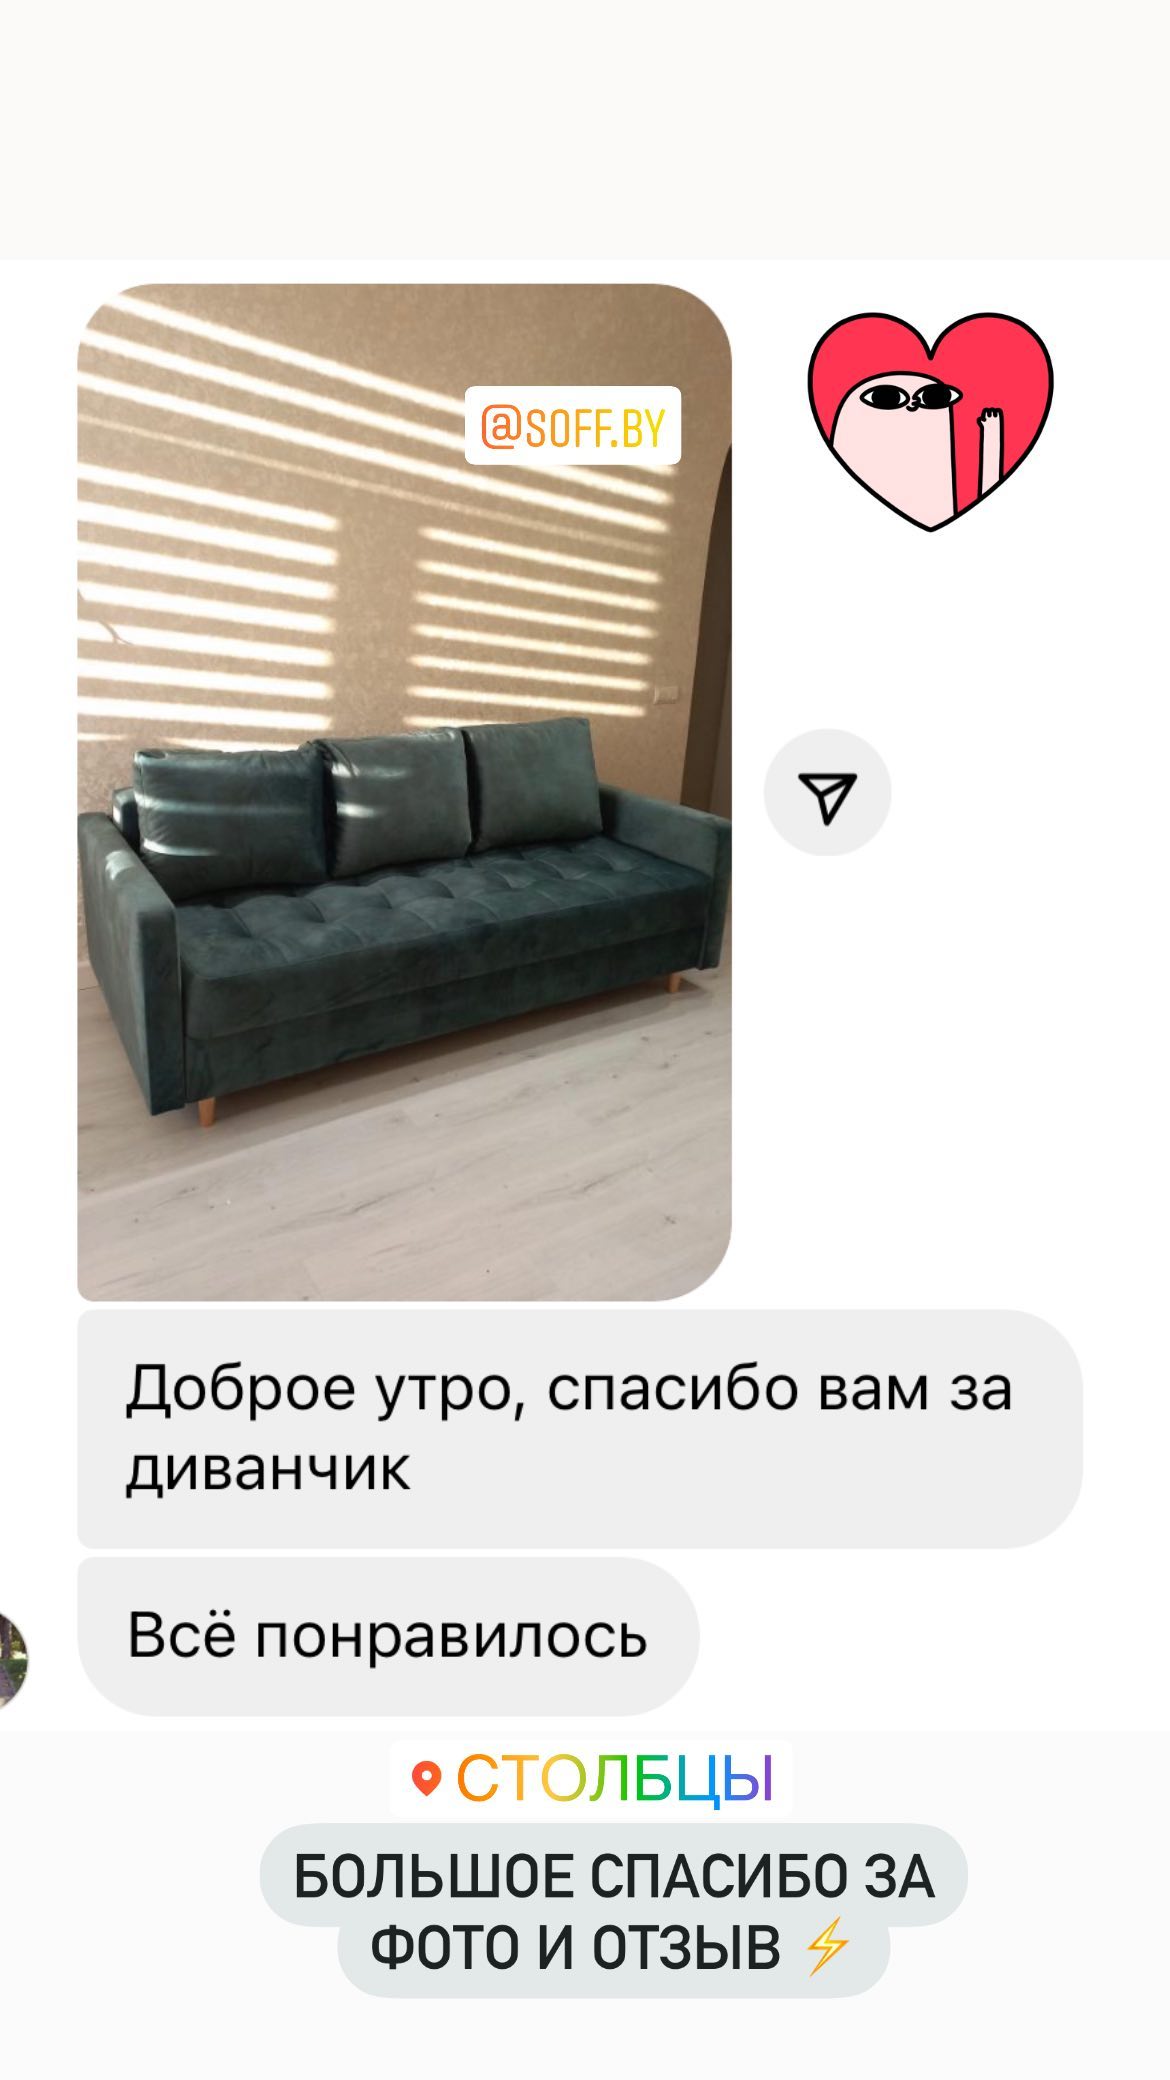 @SOFF.BY
Доброе утро, спасибо вам за
диванчик
Всё понравилось
СТОЛБЦЫ
БОЛЬШОЕ СПАСИБО ЗА
ФОТО И ОТЗЫВ ⚡